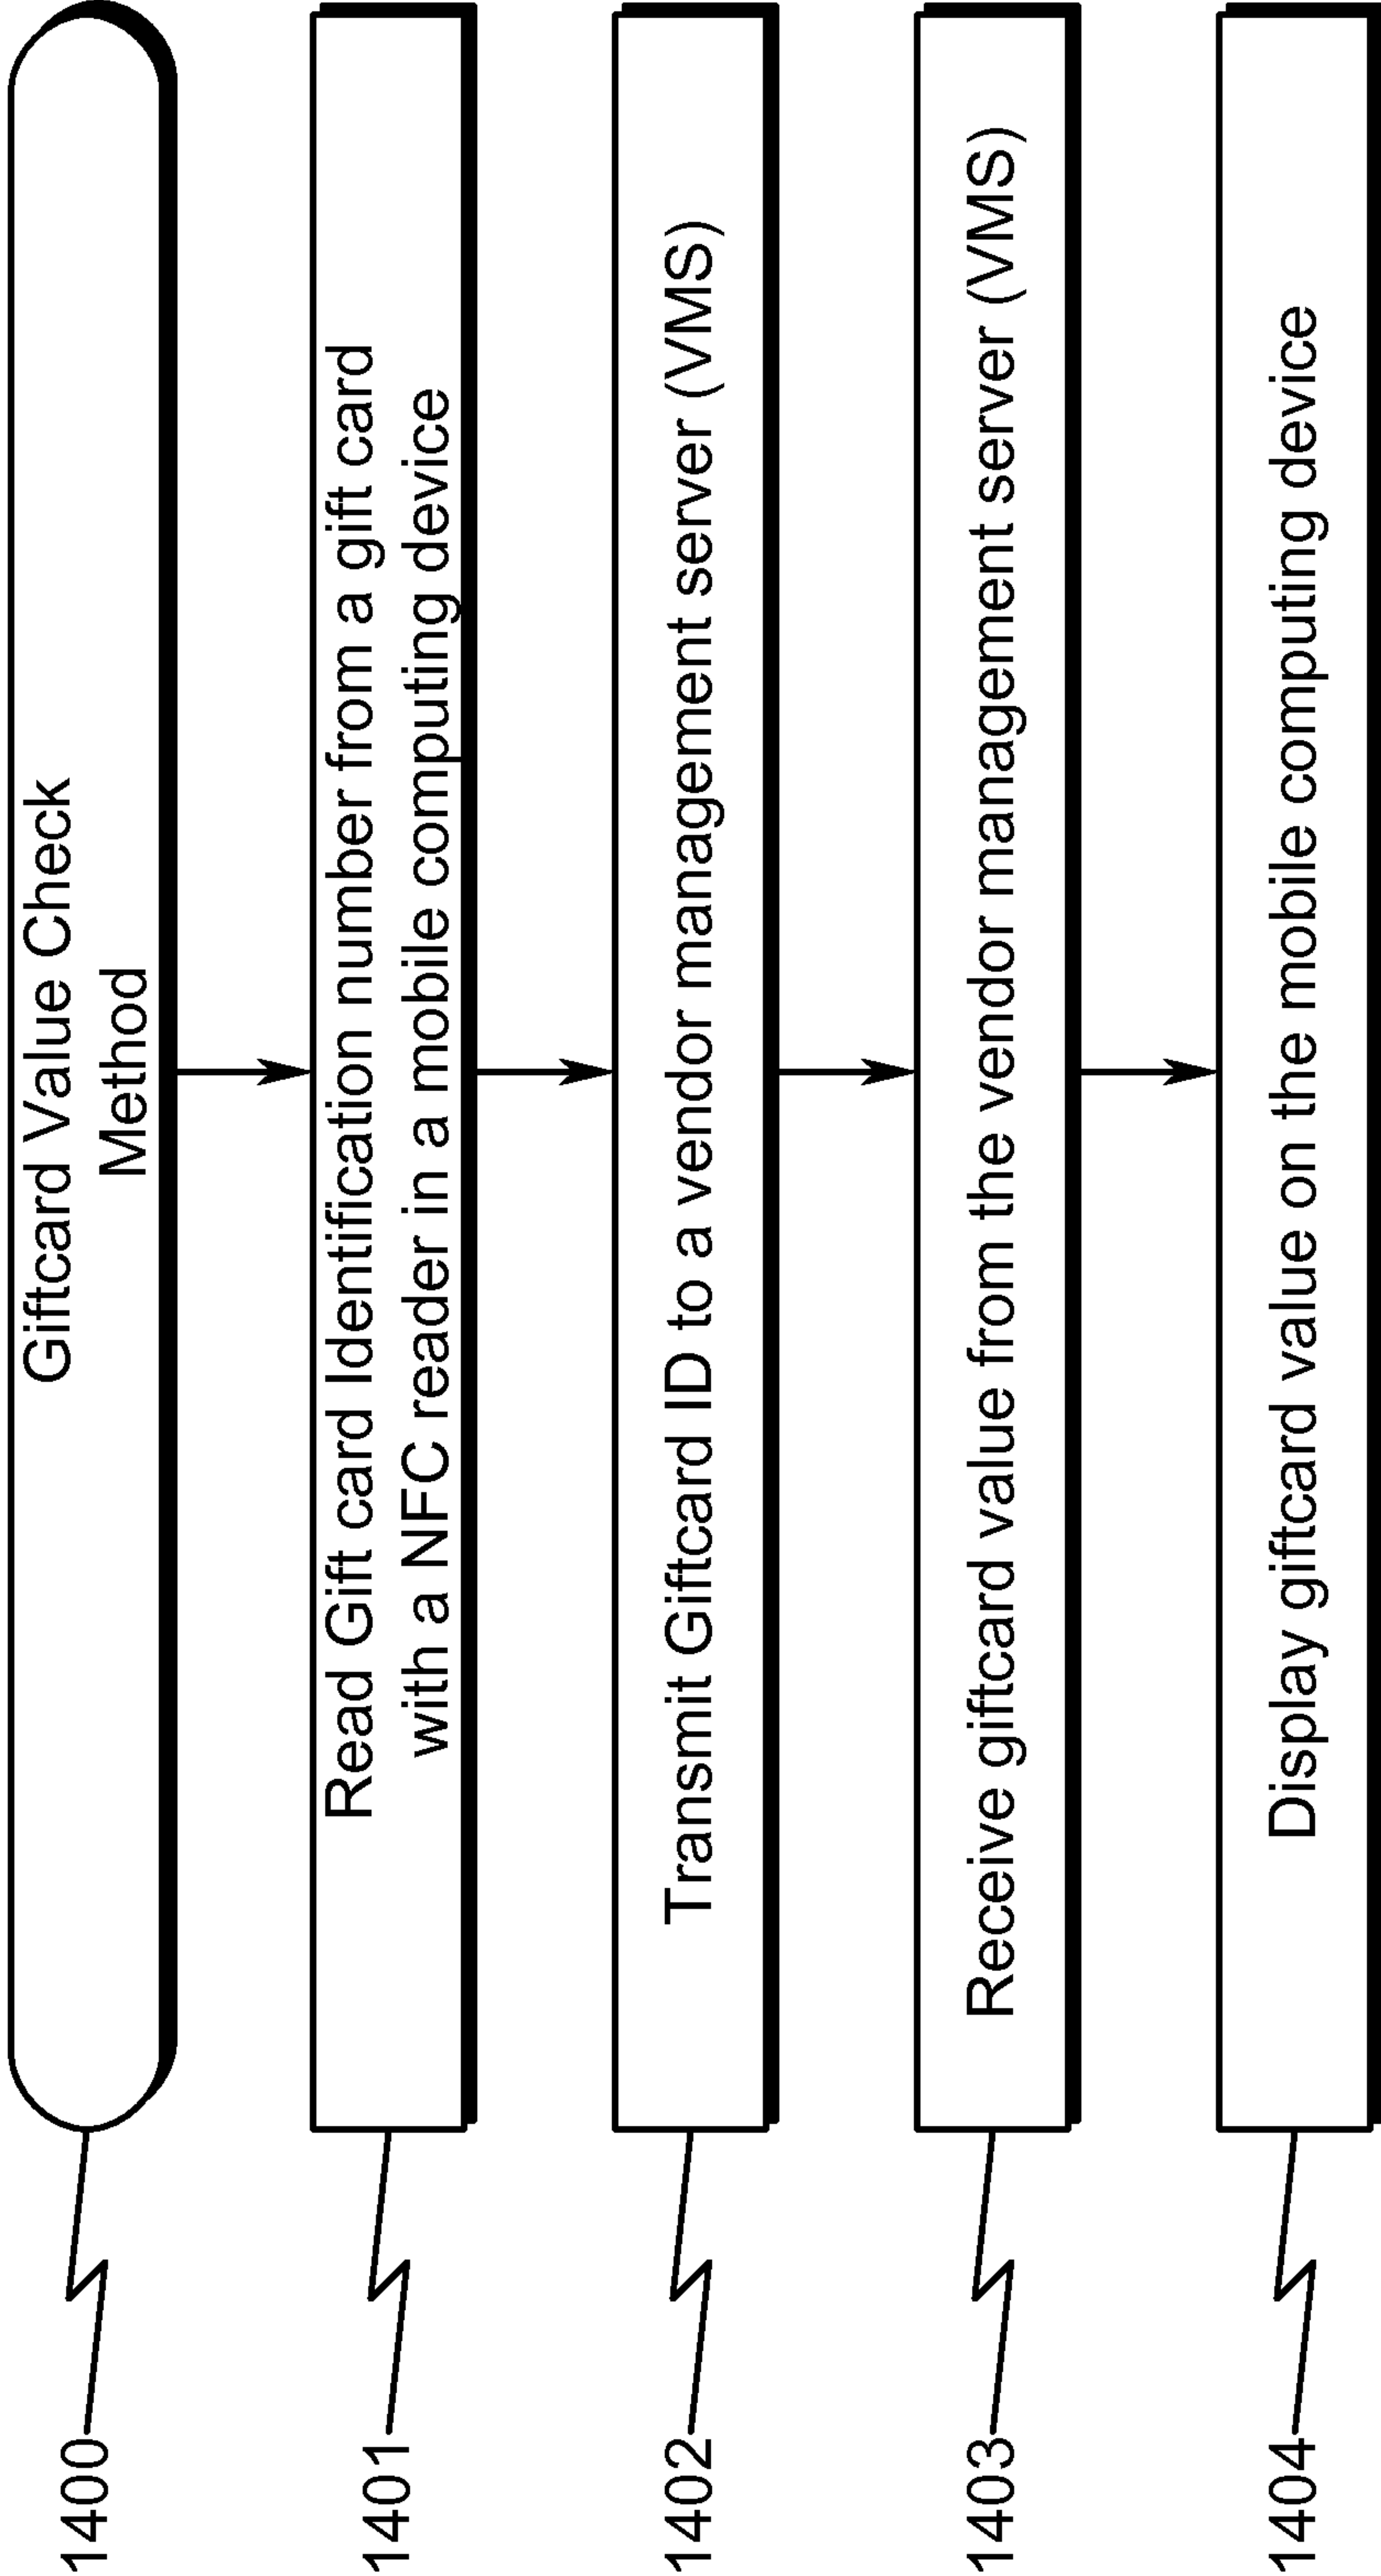 1400
Giftcard Value Check
Method
1401
Read Gift card Identification number from a gift card
with a NFC reader in a mobile computing device
1402
Transmit Giftcard ID to a vendor management server (VMS)
1403
Receive giftcard value from the vendor management server (VMS)
1404
Display giftcard value on the mobile computing device